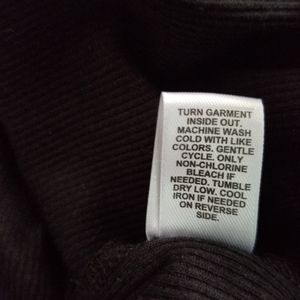 TURN GARMENT
INSIDE OUT.
MACHINE WASH
COLD WITH LIKE
COLORS. GENTLE
CYCLE. ONLY
NON-CHLORINE
BLEACH IF
NEEDED. TUMBLE
DRY LOW. COOL
IRON IF NEEDED
ON REVERSE
SIDE.